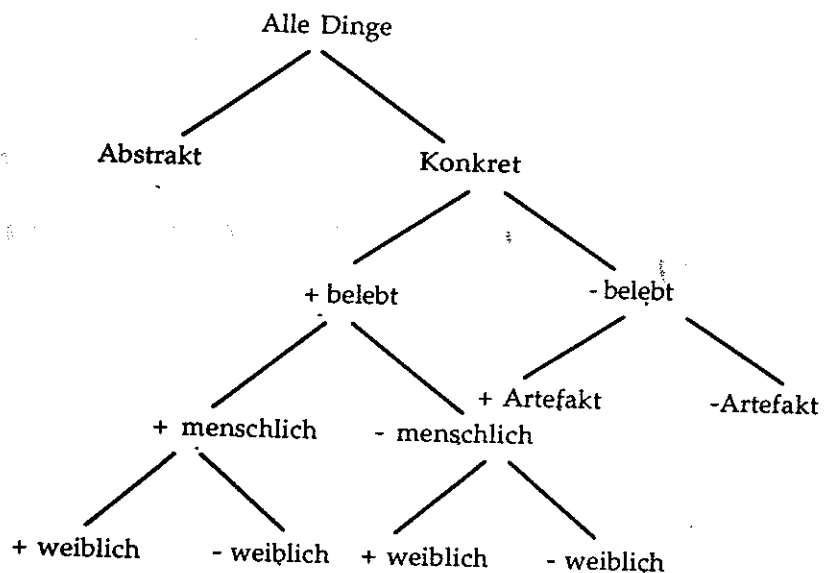 Alle Dinge
Abstrakt
Konkret
+ belebt
- belebt
+ Artefakt
-Artefakt
+ menschlich
- menschlich
+ weiblich
- weiblich
+ weiblich
- weiblich